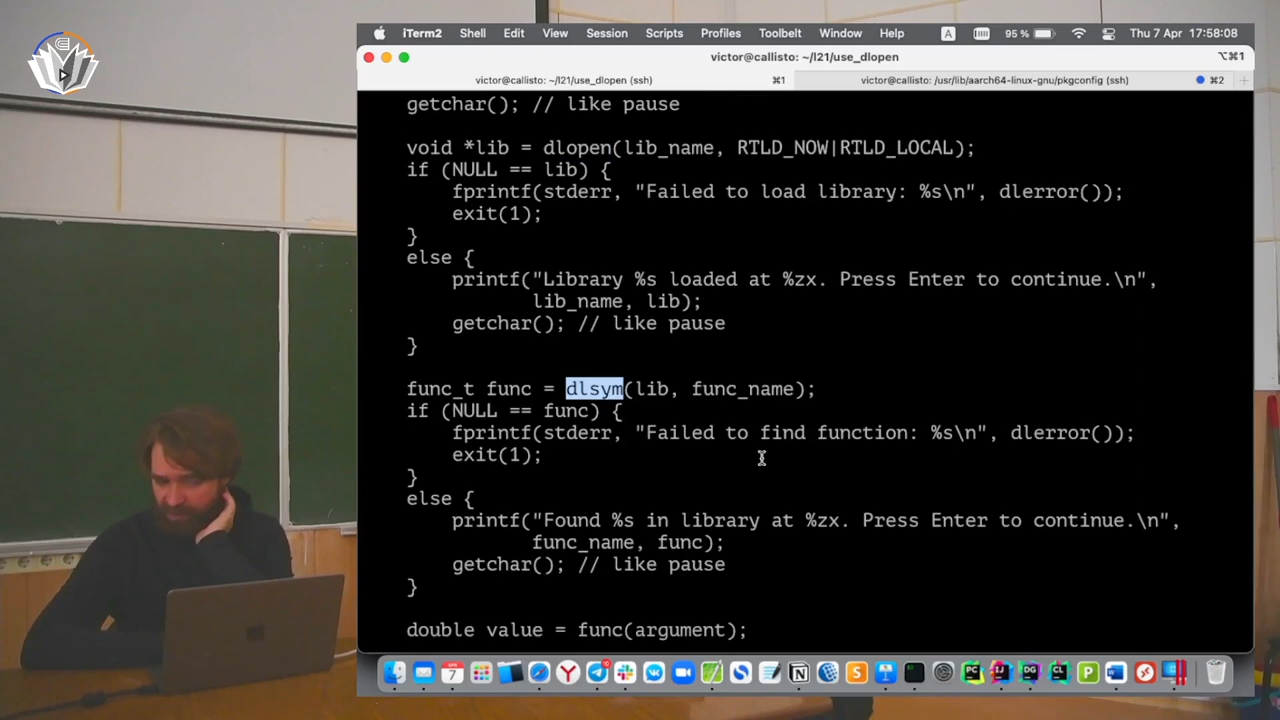 iTerm2 Shell Edit View Session Scripts Profiles Toolbelt Window Help A 95 % Thu 7 Apr 17:58:08
victor@callisto: ~/l21/use_dlopen ⌥⌘1
victor@callisto: ~/l21/use_dlopen (ssh) ⌘1 victor@callisto: /usr/lib/aarch64-linux-gnu/pkgconfig (ssh) ⌘2 +
getchar(); // like pause
void *lib = dlopen(lib_name, RTLD_NOW|RTLD_LOCAL);
if (NULL == lib) {
fprintf(stderr, "Failed to load library: %s\n", dlerror());
exit(1);
}
else {
printf("Library %s loaded at %zx. Press Enter to continue.\n",
lib_name, lib);
getchar(); // like pause
}
func_t func = dlsym(lib, func_name);
if (NULL == func) {
fprintf(stderr, "Failed to find function: %s\n", dlerror());
exit(1);
}
else {
printf("Found %s in library at %zx. Press Enter to continue.\n",
func_name, func);
getchar(); // like pause
}
double value = func(argument);